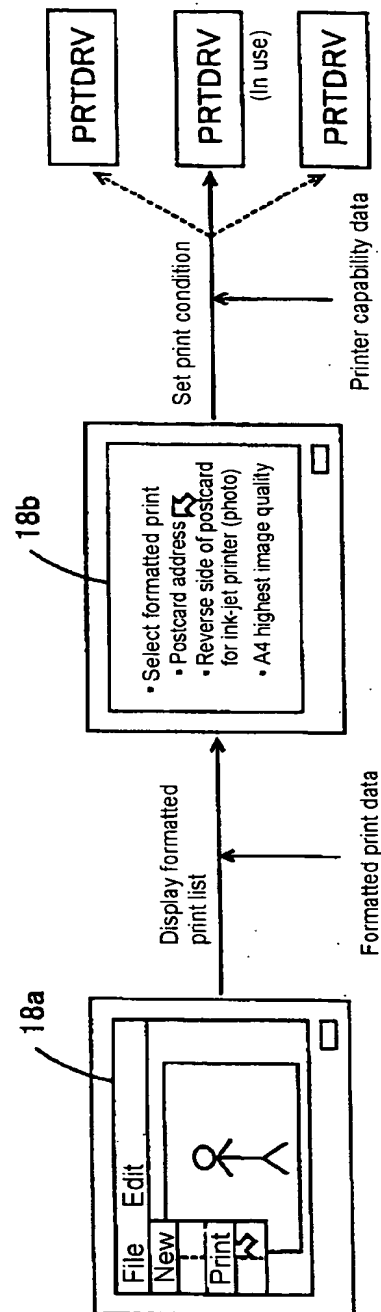 18a
File Edit
New
Print
Display formatted
print list
Formatted print data
18b
• Select formatted print
• Postcard address
• Reverse side of postcard
for ink-jet printer (photo)
• A4 highest image quality
Set print condition
Printer capability data
PRTDRV
PRTDRV
(In use)
PRTDRV